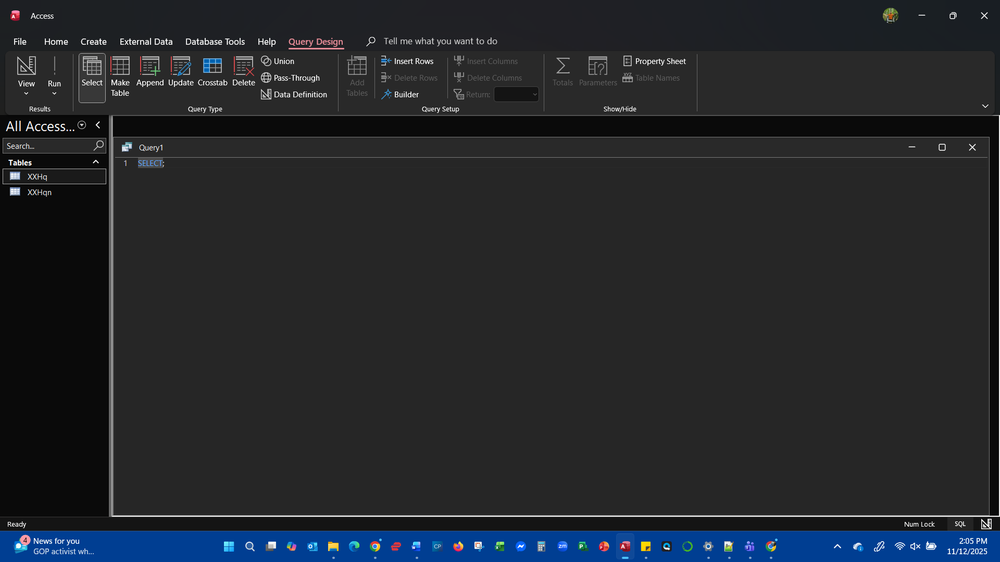 Access
File Home Create External Data Database Tools Help Query Design Tell me what you want to do
View Run Select Make Table Append Update Crosstab Delete
Union
Pass-Through
Data Definition
Add Tables
Insert Rows
Delete Rows
Builder
Insert Columns
Delete Columns
Return:
Totals Parameters
Property Sheet
Table Names
Results Query Type Query Setup Show/Hide
All Access...
Search...
Tables
XXHq
XXHqn
Query1
1 SELECT;
Ready Num Lock SQL
4 News for you
GOP activist wh...
2:05 PM
11/12/2025